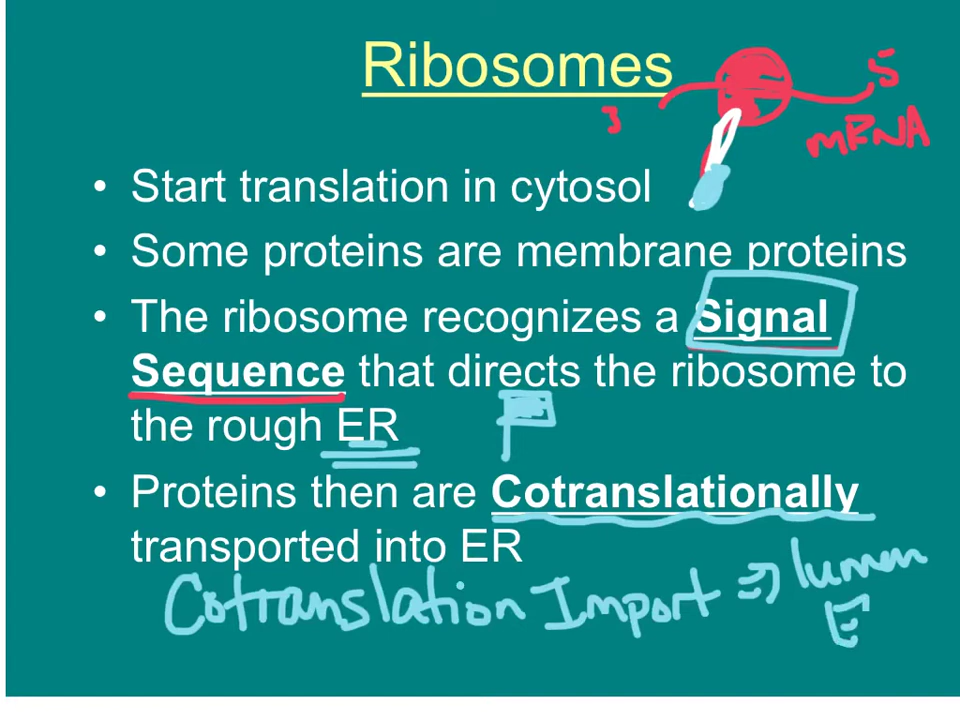 Ribosomes
5
3
mRNA
• Start translation in cytosol
• Some proteins are membrane proteins
• The ribosome recognizes a Signal
Sequence that directs the ribosome to
the rough ER
• Proteins then are Cotranslationally
transported into ER
Cotranslation Import => lumen
E